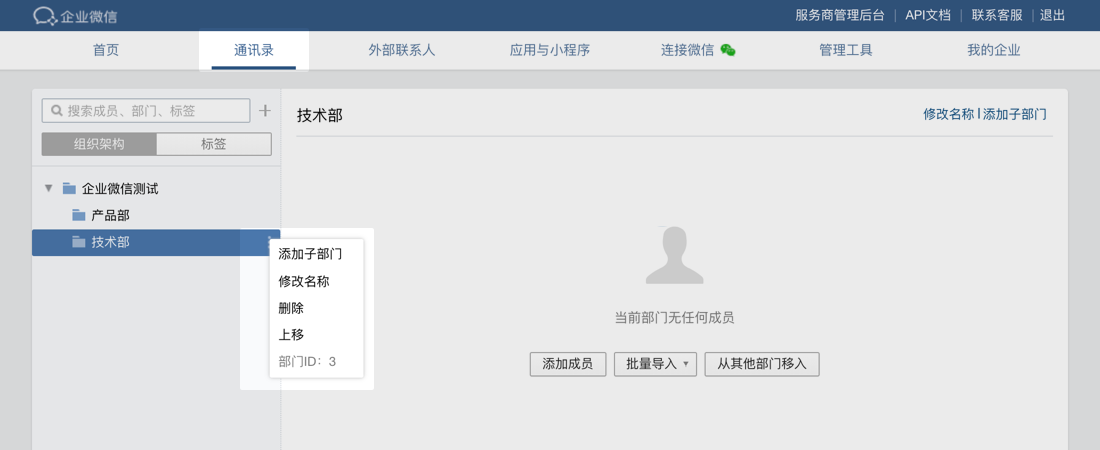 企业微信
服务商管理后台 | API文档 | 联系客服 | 退出
首页 通讯录 外部联系人 应用与小程序 连接微信 管理工具 我的企业
搜索成员、部门、标签
组织架构 标签
企业微信测试
产品部
技术部
添加子部门
修改名称
删除
上移
部门ID: 3
技术部
修改名称 | 添加子部门
当前部门无任何成员
添加成员 批量导入 从其他部门移入